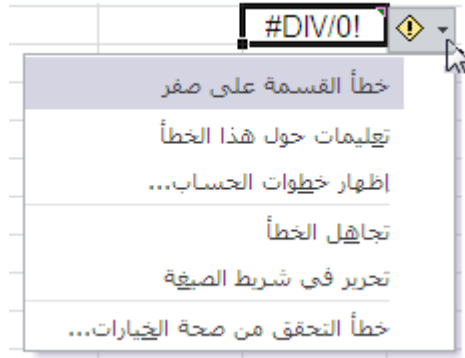 #DIV/0!
خطأ القسمة على صفر
تعليمات حول هذا الخطأ
إظهار خطوات الحساب...
تجاهل الخطأ
تحرير في شريط الصيغة
خطأ التحقق من صحة الخيارات...